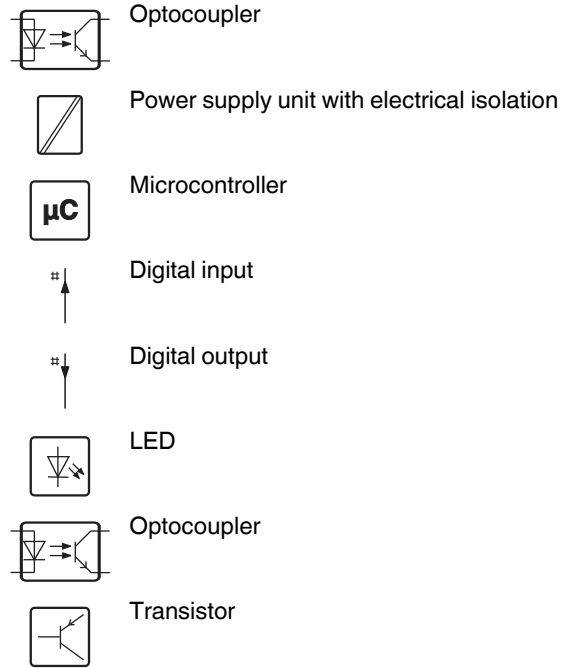 Optocoupler
Power supply unit with electrical isolation
µC
Microcontroller
#
Digital input
#
Digital output
LED
Optocoupler
Transistor